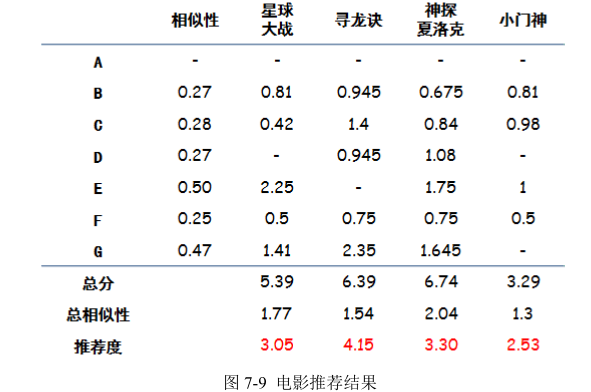 相似性 星球大战 寻龙诀 神探夏洛克 小门神
A - - - - -
B 0.27 0.81 0.945 0.675 0.81
C 0.28 0.42 1.4 0.84 0.98
D 0.27 - 0.945 1.08 -
E 0.50 2.25 - 1.75 1
F 0.25 0.5 0.75 0.75 0.5
G 0.47 1.41 2.35 1.645 -
总分 5.39 6.39 6.74 3.29
总相似性 1.77 1.54 2.04 1.3
推荐度 3.05 4.15 3.30 2.53
图 7-9 电影推荐结果